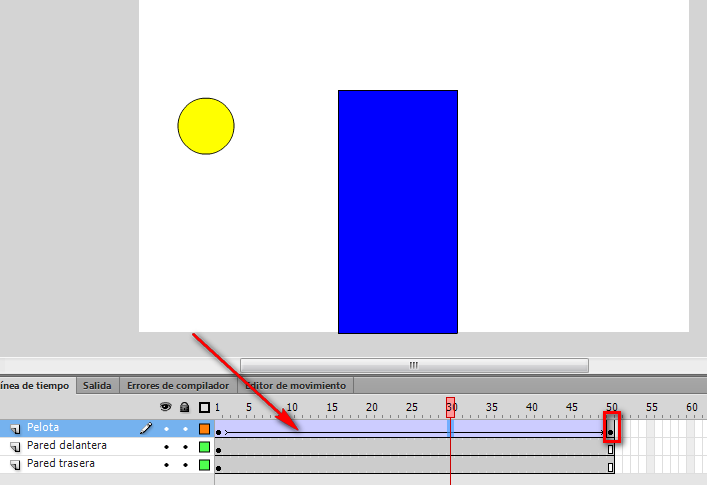 ínea de tiempo Salida Errores de compilador Editor de movimiento
1 5 10 15 20 25 30 35 40 45 50 55 60
Pelota
Pared delantera
Pared trasera